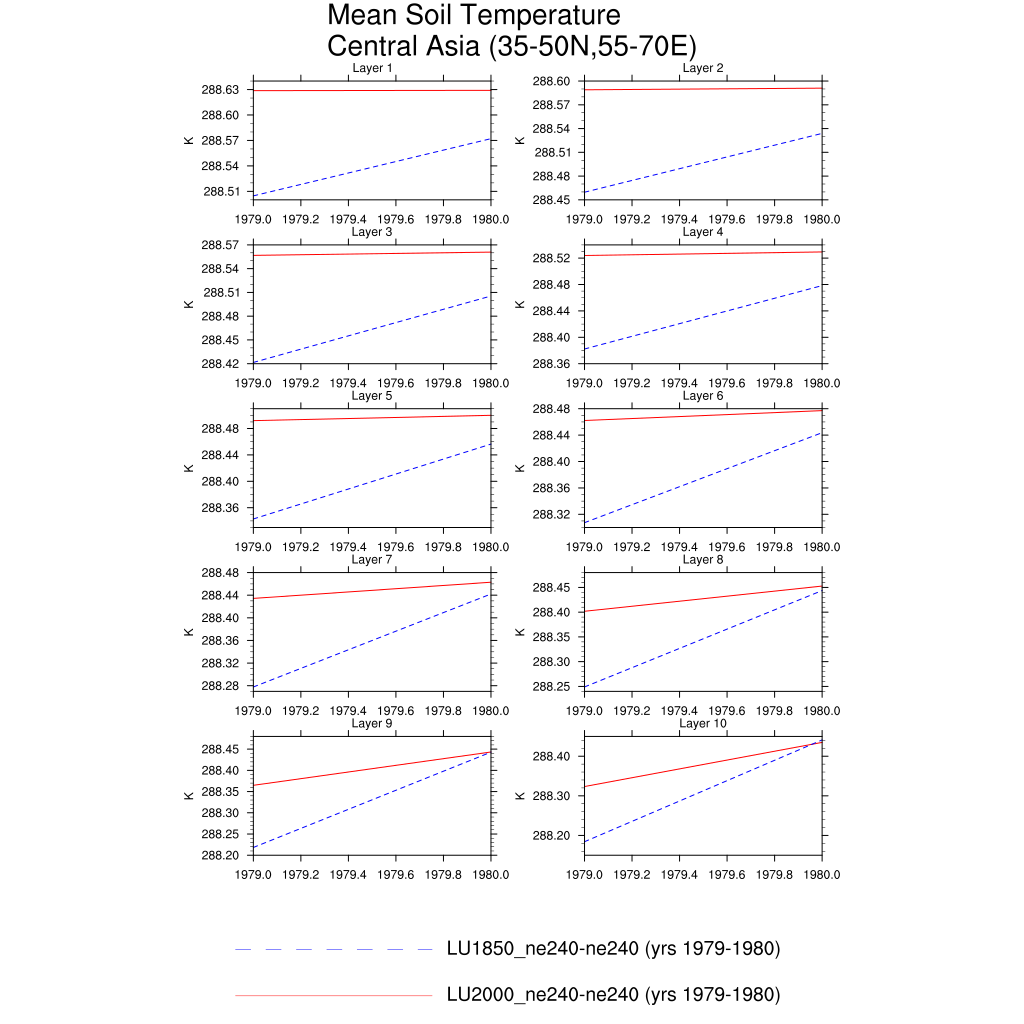 Mean Soil Temperature
Central Asia (35-50N,55-70E)
Layer 1
288.63
288.60
288.57
288.54
288.51
K
1979.0 1979.2 1979.4 1979.6 1979.8 1980.0
Layer 2
288.60
288.57
288.54
288.51
288.48
288.45
K
1979.0 1979.2 1979.4 1979.6 1979.8 1980.0
Layer 3
288.57
288.54
288.51
288.48
288.45
288.42
K
1979.0 1979.2 1979.4 1979.6 1979.8 1980.0
Layer 4
288.52
288.48
288.44
288.40
288.36
K
1979.0 1979.2 1979.4 1979.6 1979.8 1980.0
Layer 5
288.48
288.44
288.40
288.36
K
1979.0 1979.2 1979.4 1979.6 1979.8 1980.0
Layer 6
288.48
288.44
288.40
288.36
288.32
K
1979.0 1979.2 1979.4 1979.6 1979.8 1980.0
Layer 7
288.48
288.44
288.40
288.36
288.32
288.28
K
1979.0 1979.2 1979.4 1979.6 1979.8 1980.0
Layer 8
288.45
288.40
288.35
288.30
288.25
K
1979.0 1979.2 1979.4 1979.6 1979.8 1980.0
Layer 9
288.45
288.40
288.35
288.30
288.25
288.20
K
1979.0 1979.2 1979.4 1979.6 1979.8 1980.0
Layer 10
288.40
288.30
288.20
K
1979.0 1979.2 1979.4 1979.6 1979.8 1980.0
LU1850_ne240-ne240 (yrs 1979-1980)
LU2000_ne240-ne240 (yrs 1979-1980)